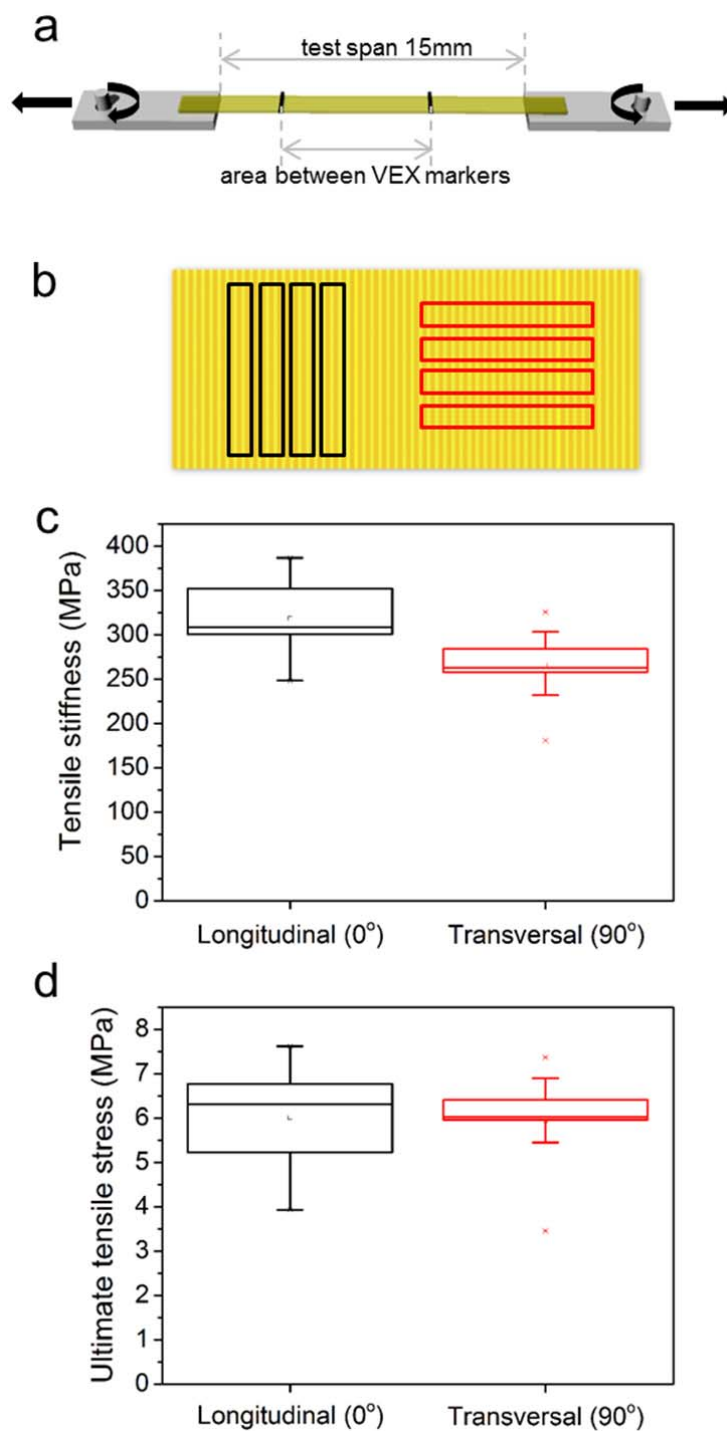 a
test span 15mm
area between VEX markers
b
c
Tensile stiffness (MPa)
400
350
300
250
200
150
100
50
0
Longitudinal (0°)
Transversal (90°)
d
Ultimate tensile stress (MPa)
8
7
6
5
4
3
2
1
0
Longitudinal (0°)
Transversal (90°)